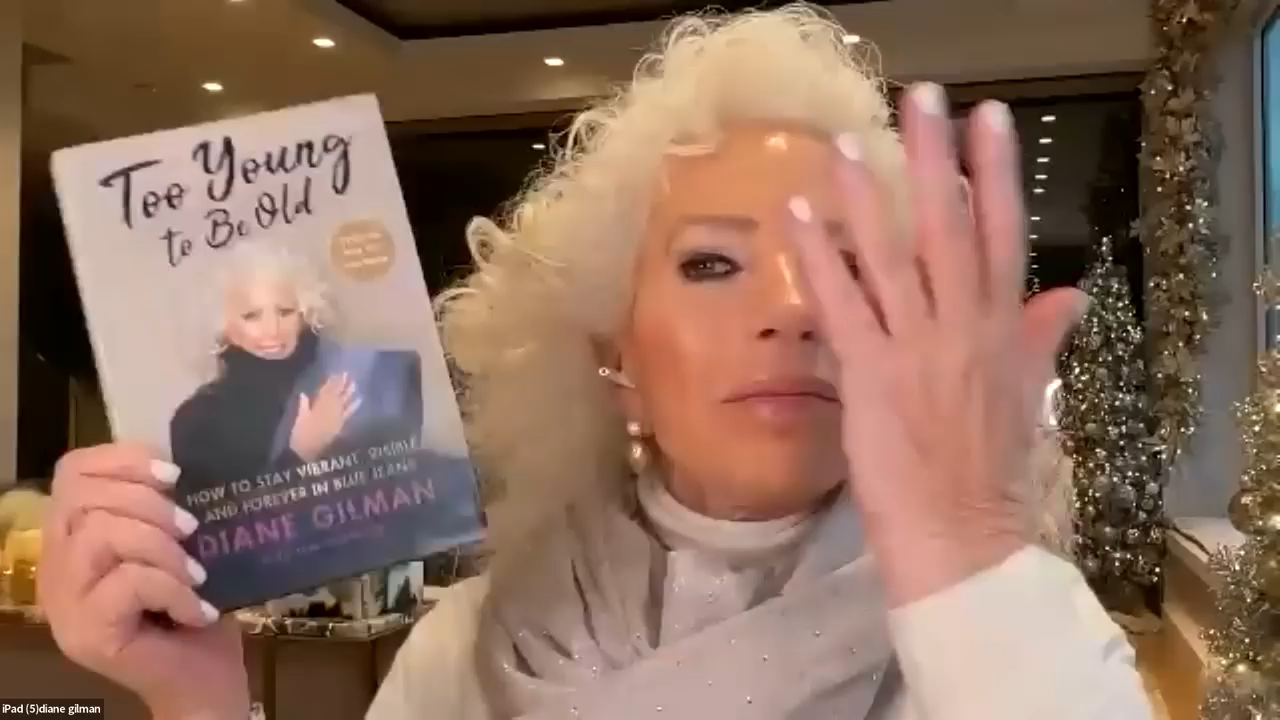 Too Young
to Be Old
HOW TO STAY VIBRANT, VISIBLE,
AND FOREVER IN BLUE JEANS
DIANE GILMAN
iPad (5)diane gilman